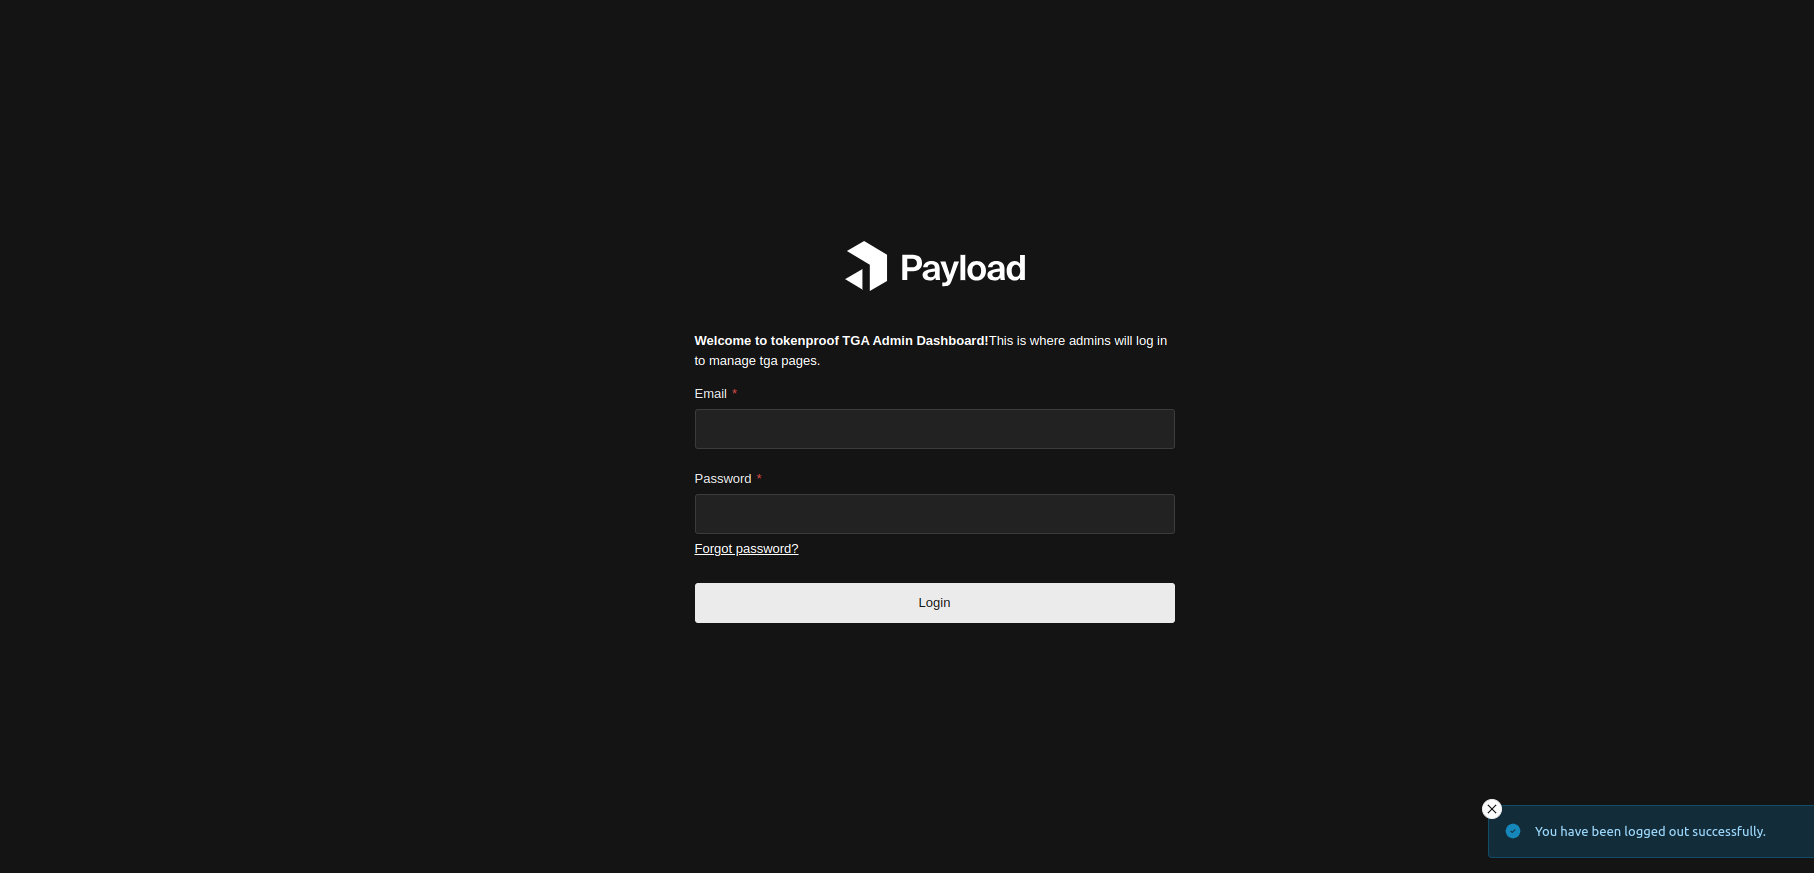 Payload
Welcome to tokenproof TGA Admin Dashboard!This is where admins will log in
to manage tga pages.
Email *
Password *
Forgot password?
Login
You have been logged out successfully.